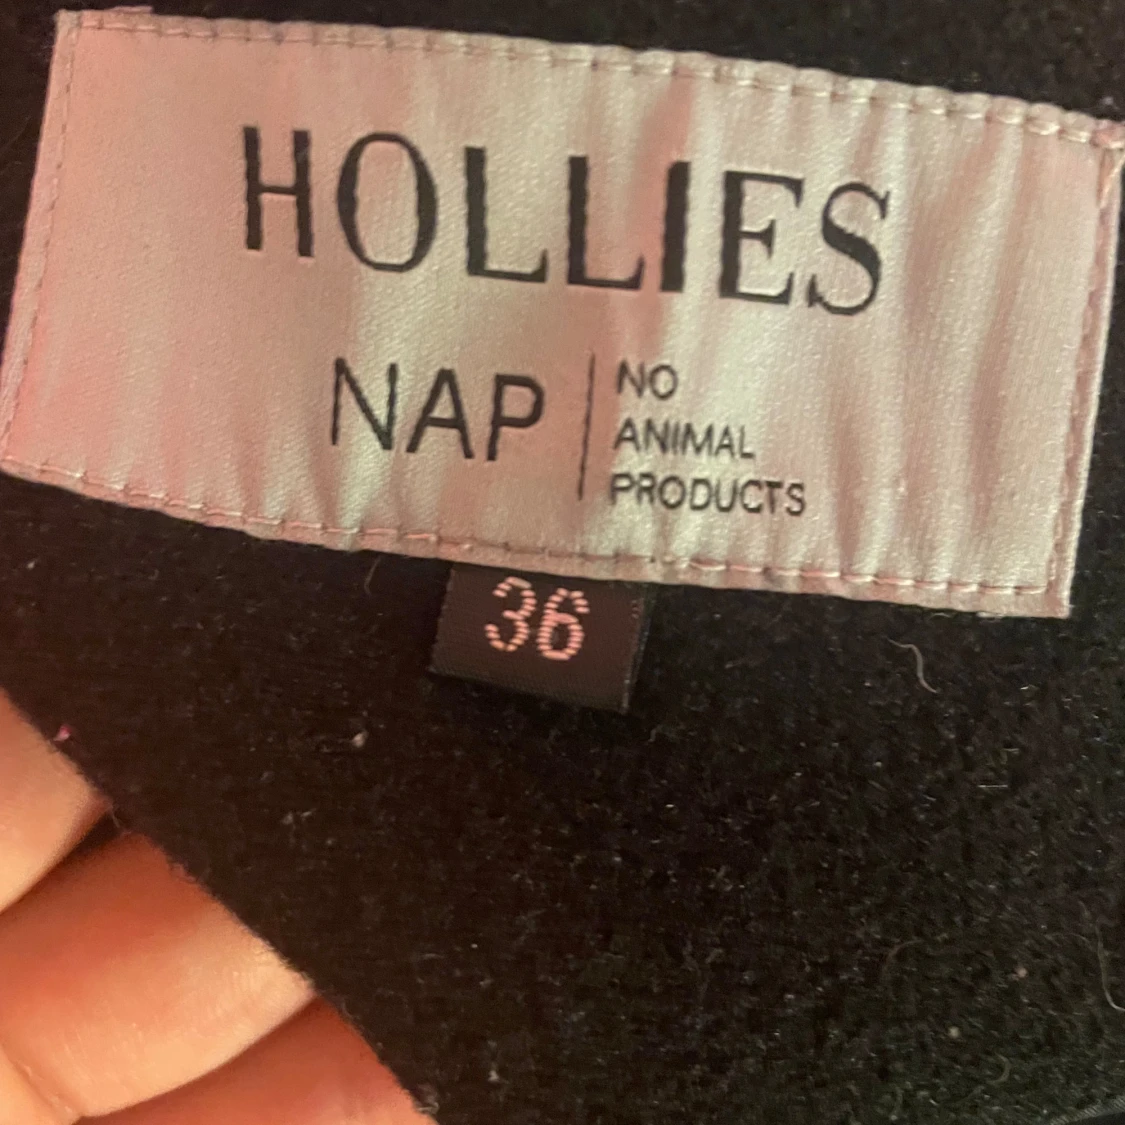 HOLLIES
NAP
NO
ANIMAL
PRODUCTS
36